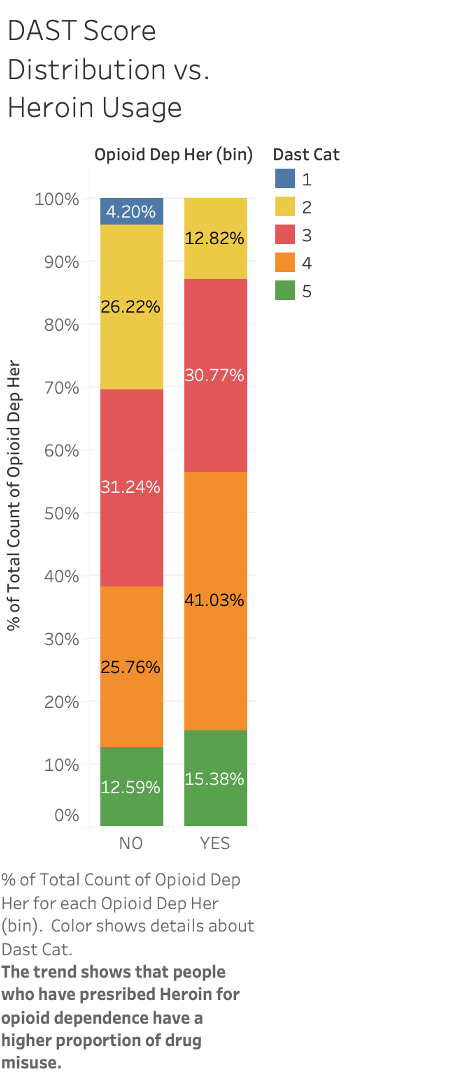 DAST Score
Distribution vs.
Heroin Usage
Opioid Dep Her (bin)
Dast Cat
1
2
3
4
5
% of Total Count of Opioid Dep Her
100%
90%
80%
70%
60%
50%
40%
30%
20%
10%
0%
4.20%
26.22%
31.24%
25.76%
12.59%
12.82%
30.77%
41.03%
15.38%
NO
YES
% of Total Count of Opioid Dep
Her for each Opioid Dep Her
(bin).  Color shows details about
Dast Cat.
The trend shows that people
who have presribed Heroin for
opioid dependence have a
higher proportion of drug
misuse.